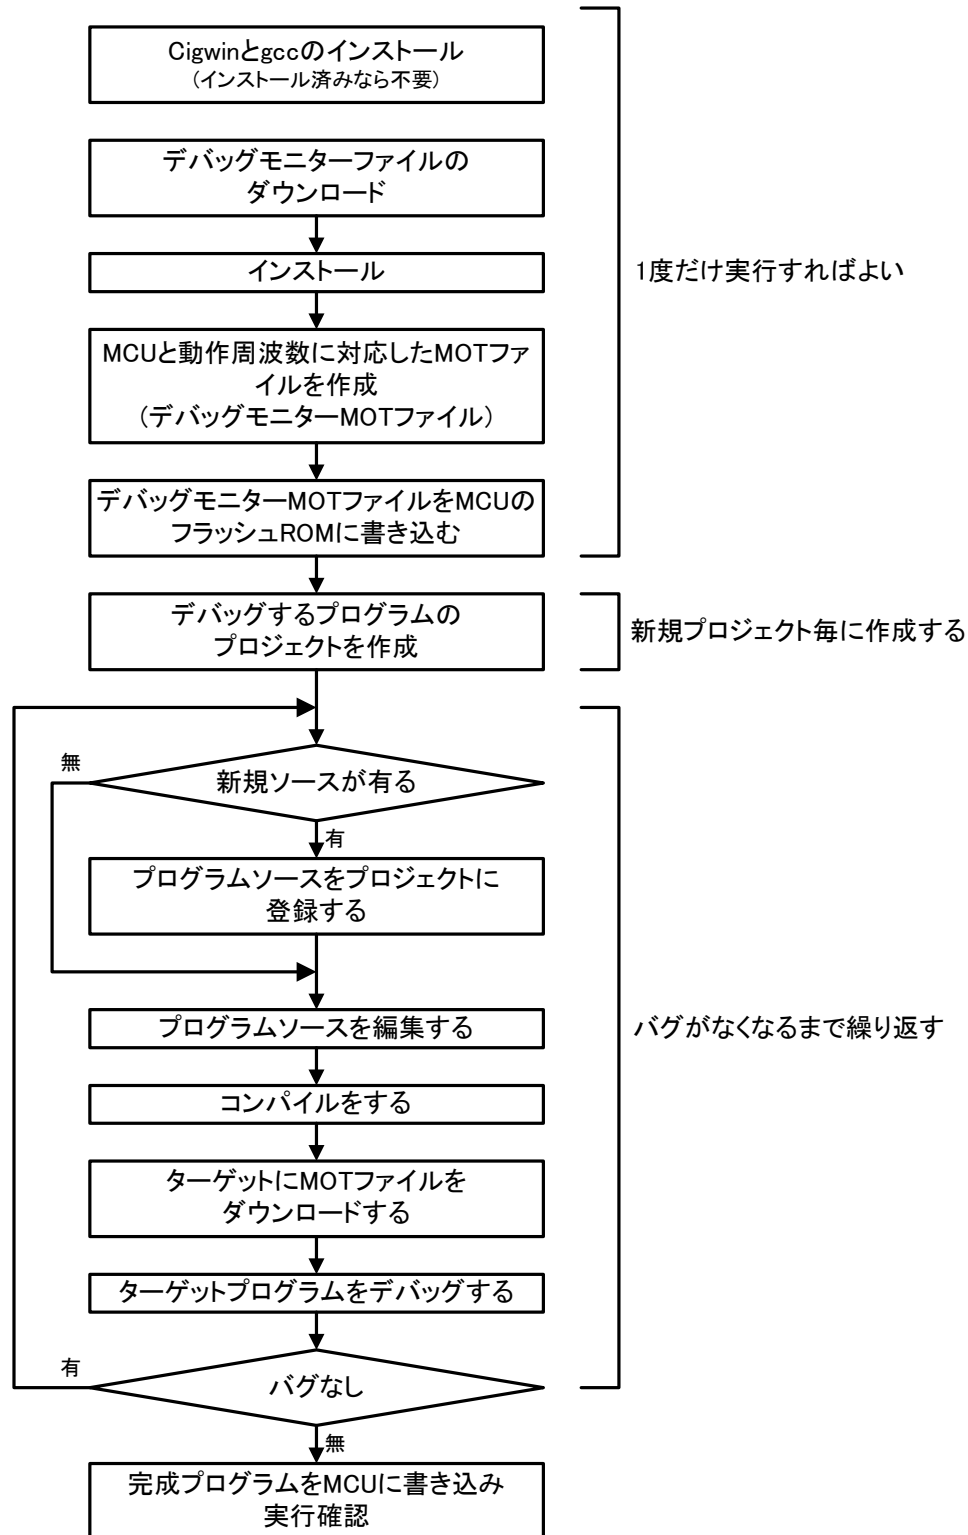 Cigwinとgccのインストール
(インストール済みなら不要)
デバッグモニターファイルの
ダウンロード
インストール
1度だけ実行すればよい
MCUと動作周波数に対応したMOTファ
イルを作成
(デバッグモニターMOTファイル)
デバッグモニターMOTファイルをMCUの
フラッシュROMに書き込む
デバッグするプログラムの
プロジェクトを作成
新規プロジェクト毎に作成する
無
新規ソースが有る
有
プログラムソースをプロジェクトに
登録する
プログラムソースを編集する
バグがなくなるまで繰り返す
コンパイルをする
ターゲットにMOTファイルを
ダウンロードする
ターゲットプログラムをデバッグする
有
バグなし
無
完成プログラムをMCUに書き込み
実行確認